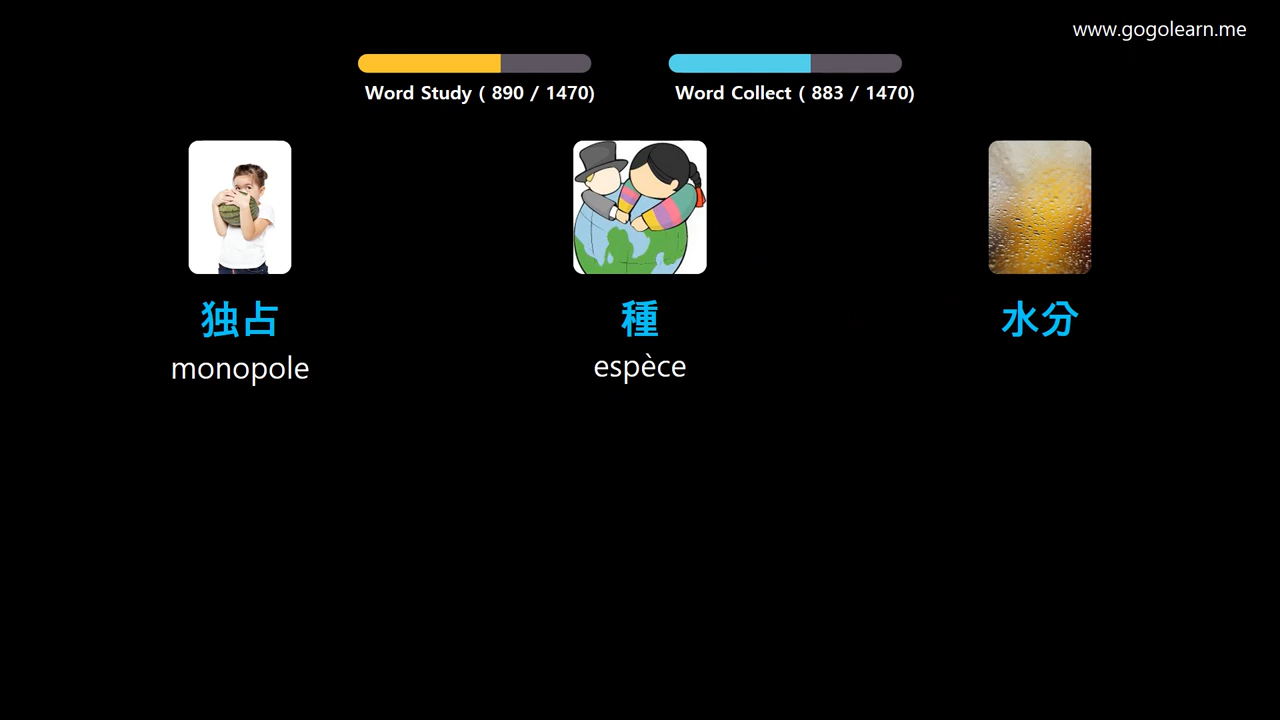 www.gogolearn.me
Word Study ( 890 / 1470)
Word Collect ( 883 / 1470)
独占
種
水分
monopole
espèce